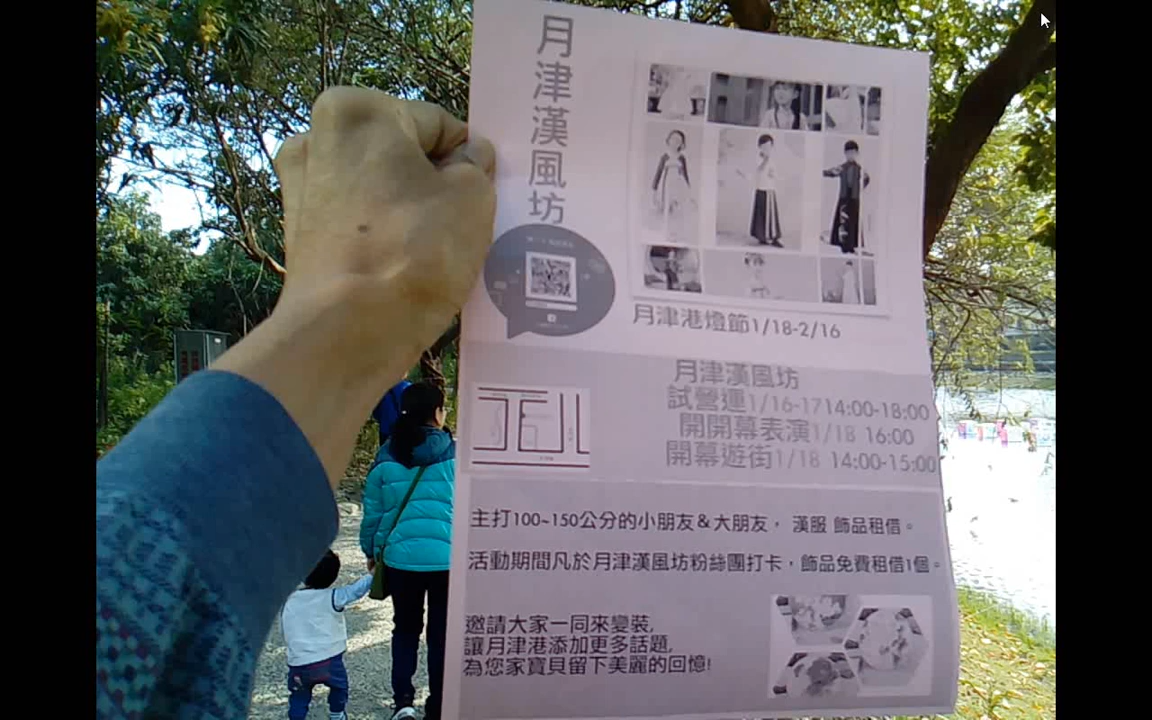 月津漢風坊
月津港燈節1/18-2/16
月津漢風坊
試營運1/16-1714:00-18:00
開開幕表演1/18 16:00
開幕遊街1/18 14:00-15:00
主打100~150公分的小朋友&大朋友， 漢服 飾品租借。
活動期間凡於月津漢風坊粉絲團打卡，飾品免費租借1個。
邀請大家一同來變裝,
讓月津港添加更多話題,
為您家寶貝留下美麗的回憶!